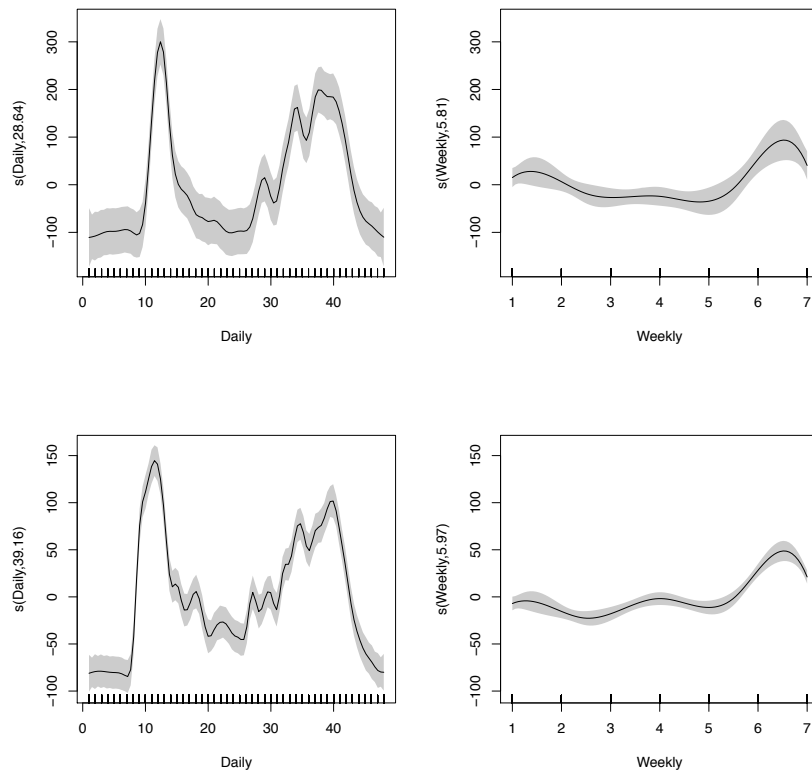 s(Daily,28.64)
−100 0 100 200 300
0 10 20 30 40
Daily
s(Weekly,5.81)
−100 0 100 200 300
1 2 3 4 5 6 7
Weekly
s(Daily,39.16)
−100 −50 0 50 100 150
0 10 20 30 40
Daily
s(Weekly,5.97)
−100 −50 0 50 100 150
1 2 3 4 5 6 7
Weekly